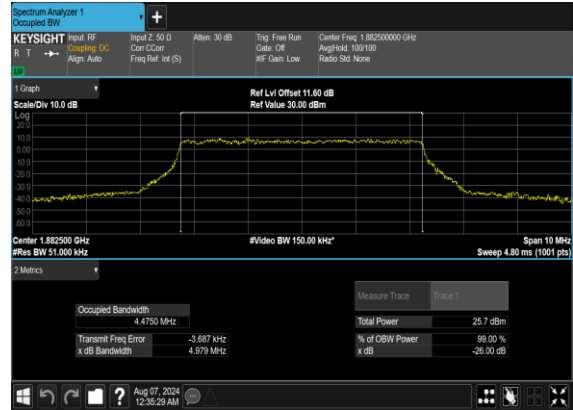 Spectrum Analyzer 1
Occupied BW
KEYSIGHT Input: RF Input Z: 50 Ω Atten: 30 dB Trig: Free Run Center Freq: 1.882500000 GHz
R T Coupling: DC Corr CCorr Gate: Off Avg|Hold: 100/100
Align: Auto Freq Ref: Int (S) #IF Gain: Low Radio Std: None
1 Graph
Ref Lvl Offset 11.60 dB
Scale/Div 10.0 dB Ref Value 30.00 dBm
Log
20.0
10.0
0.00
-10.0
-20.0
-30.0
-40.0
-50.0
-60.0
Center 1.882500 GHz #Video BW 150.00 kHz* Span 10 MHz
#Res BW 51.000 kHz Sweep 4.80 ms (1001 pts)
2 Metrics
Measure Trace Trace 1
Occupied Bandwidth
4.4750 MHz
Total Power 25.7 dBm
Transmit Freq Error -3.687 kHz % of OBW Power 99.00 %
x dB Bandwidth 4.979 MHz x dB -26.00 dB
? Aug 07, 2024
12:35:29 AM